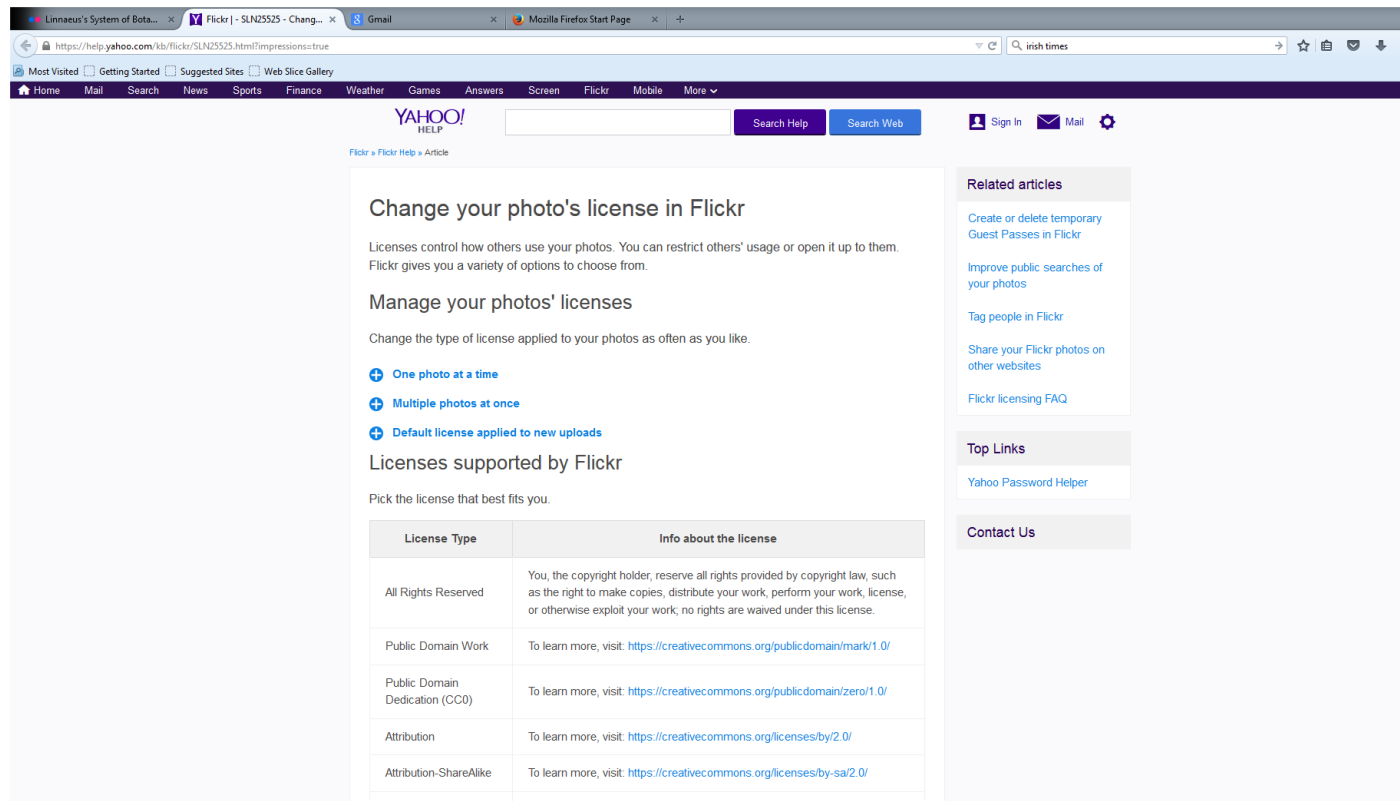 Linnaeus's System of Bota...
Flickr | - SLN25525 - Chang...
Gmail
Mozilla Firefox Start Page
https://help.yahoo.com/kb/flickr/SLN25525.html?impressions=true
irish times
Most Visited Getting Started Suggested Sites Web Slice Gallery
Home Mail Search News Sports Finance Weather Games Answers Screen Flickr Mobile More
YAHOO!
HELP
Search Help
Search Web
Sign In
Mail
Flickr » Flickr Help » Article
Change your photo's license in Flickr
Licenses control how others use your photos. You can restrict others' usage or open it up to them.
Flickr gives you a variety of options to choose from.
Manage your photos' licenses
Change the type of license applied to your photos as often as you like.
One photo at a time
Multiple photos at once
Default license applied to new uploads
Licenses supported by Flickr
Pick the license that best fits you.
License Type
Info about the license
All Rights Reserved
You, the copyright holder, reserve all rights provided by copyright law, such
as the right to make copies, distribute your work, perform your work, license,
or otherwise exploit your work; no rights are waived under this license.
Public Domain Work
To learn more, visit: https://creativecommons.org/publicdomain/mark/1.0/
Public Domain
Dedication (CC0)
To learn more, visit: https://creativecommons.org/publicdomain/zero/1.0/
Attribution
To learn more, visit: https://creativecommons.org/licenses/by/2.0/
Attribution-ShareAlike
To learn more, visit: https://creativecommons.org/licenses/by-sa/2.0/
Related articles
Create or delete temporary
Guest Passes in Flickr
Improve public searches of
your photos
Tag people in Flickr
Share your Flickr photos on
other websites
Flickr licensing FAQ
Top Links
Yahoo Password Helper
Contact Us